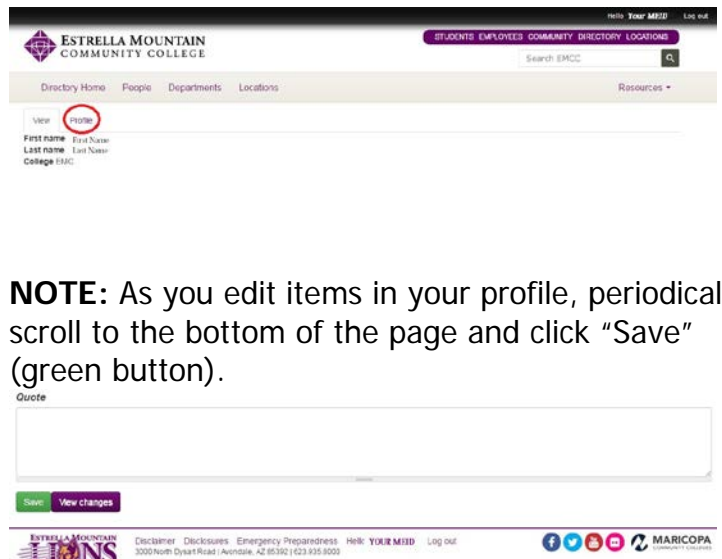 Hello Your MEID Log out
ESTRELLA MOUNTAIN
COMMUNITY COLLEGE
STUDENTS EMPLOYEES COMMUNITY DIRECTORY LOCATIONS
Search EMCC
Directory Home People Departments Locations Resources
View Profile
First name First Name
Last name Last Name
College EMC
NOTE: As you edit items in your profile, periodical
scroll to the bottom of the page and click "Save"
(green button).
Quote
Save View changes
ESTRELLA MOUNTAIN
LIONS
Disclaimer Disclosures Emergency Preparedness Hello YOUR MEID Log out
3000 North Dysart Road | Avondale, AZ 85392 | 623.935.8000
MARICOPA
COMMUNITY COLLEGES